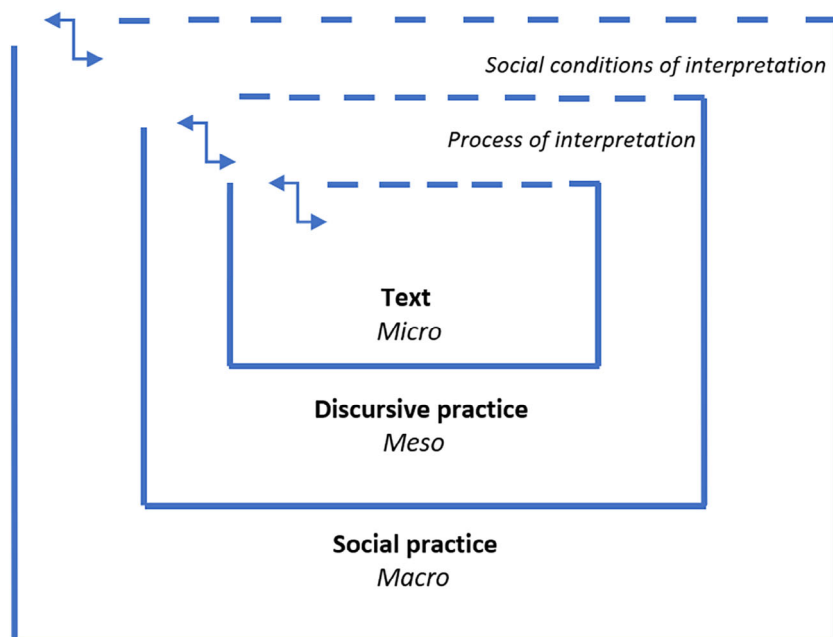 Social conditions of interpretation
Process of interpretation
Text
Micro
Discursive practice
Meso
Social practice
Macro